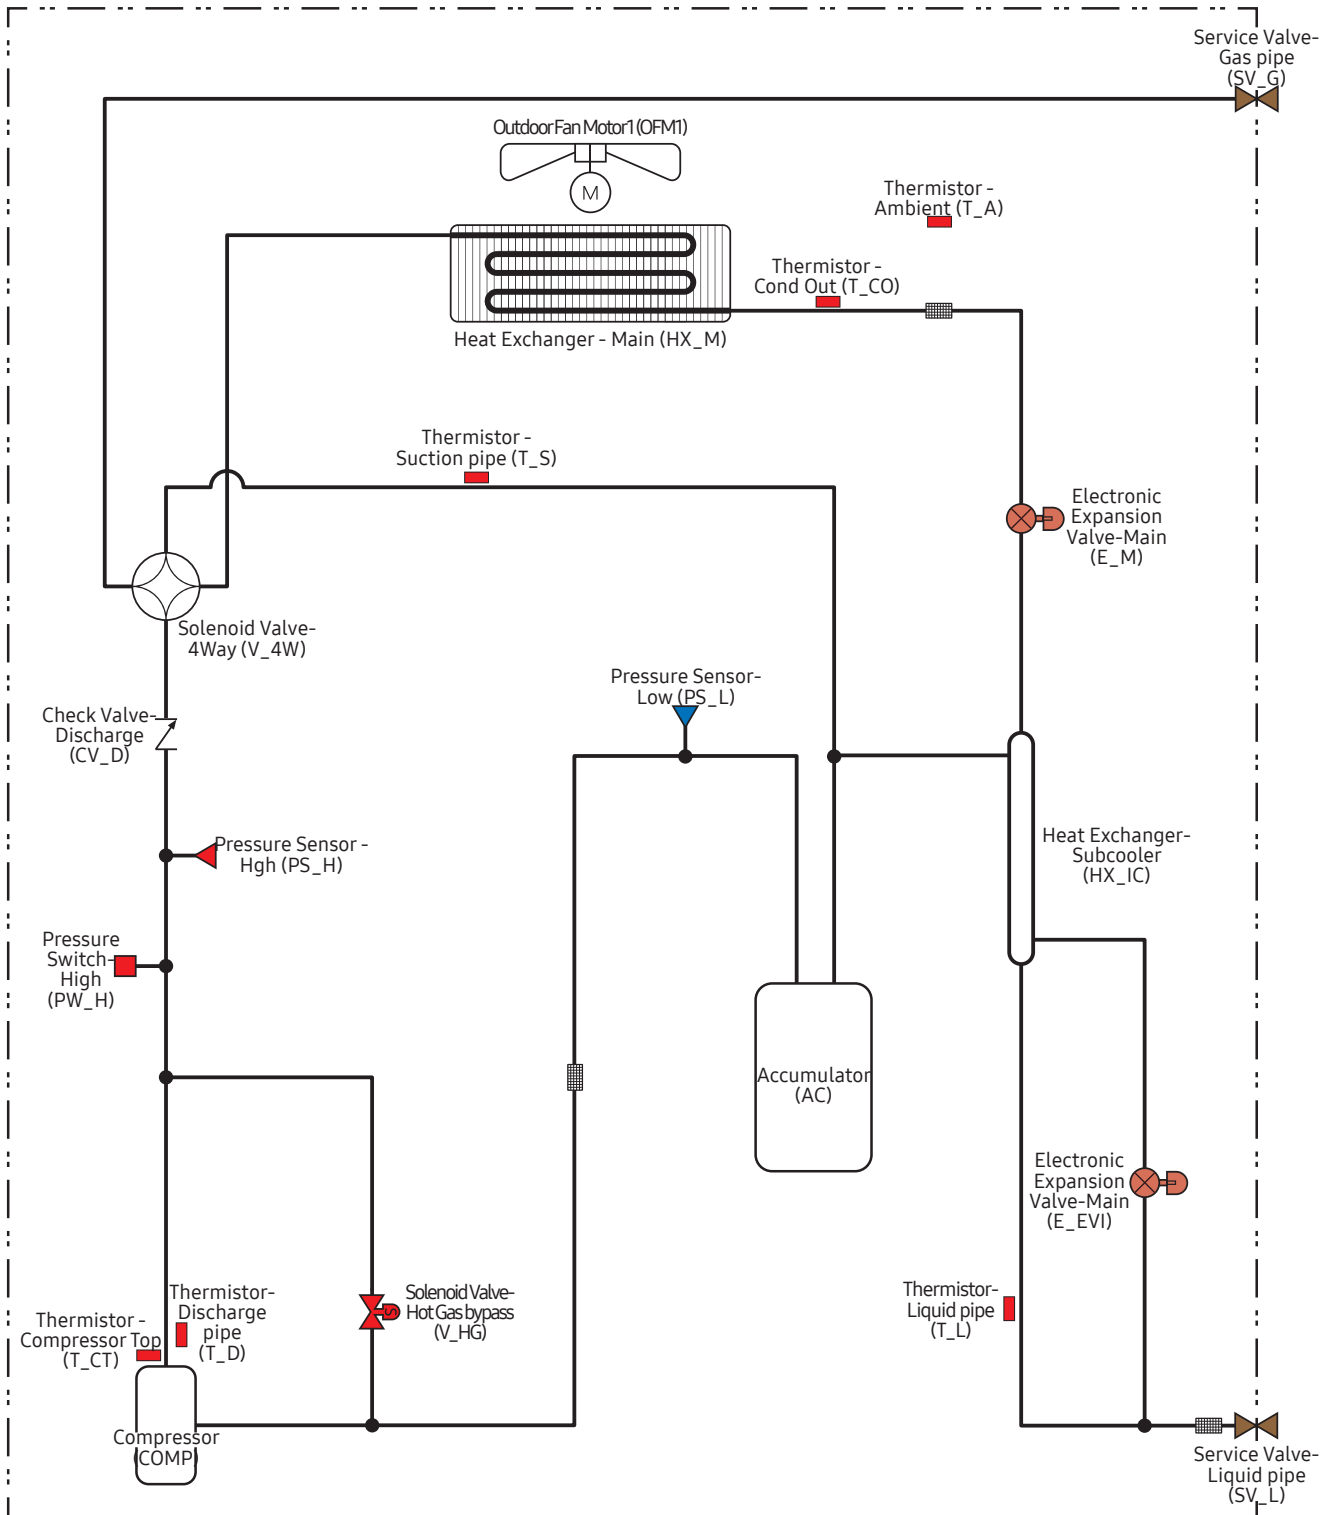 Service Valve-
Gas pipe
(SV_G)
Outdoor Fan Motor1 (OFM1)
M
Thermistor -
Ambient (T_A)
Thermistor -
Cond Out (T_CO)
Heat Exchanger - Main (HX_M)
Thermistor -
Suction pipe (T_S)
Electronic
Expansion
Valve-Main
(E_M)
Solenoid Valve-
4Way (V_4W)
Pressure Sensor-
Low (PS_L)
Check Valve-
Discharge
(CV_D)
Pressure Sensor -
Hgh (PS_H)
Heat Exchanger-
Subcooler
(HX_IC)
Pressure
Switch-
High
(PW_H)
Accumulator
(AC)
Electronic
Expansion
Valve-Main
(E_EVI)
Thermistor-
Discharge
pipe
(T_D)
Solenoid Valve-
Hot Gas bypass
(V_HG)
S
Thermistor-
Liquid pipe
(T_L)
Thermistor -
Compressor Top
(T_CT)
Compressor
(COMP)
Service Valve-
Liquid pipe
(SV_L)